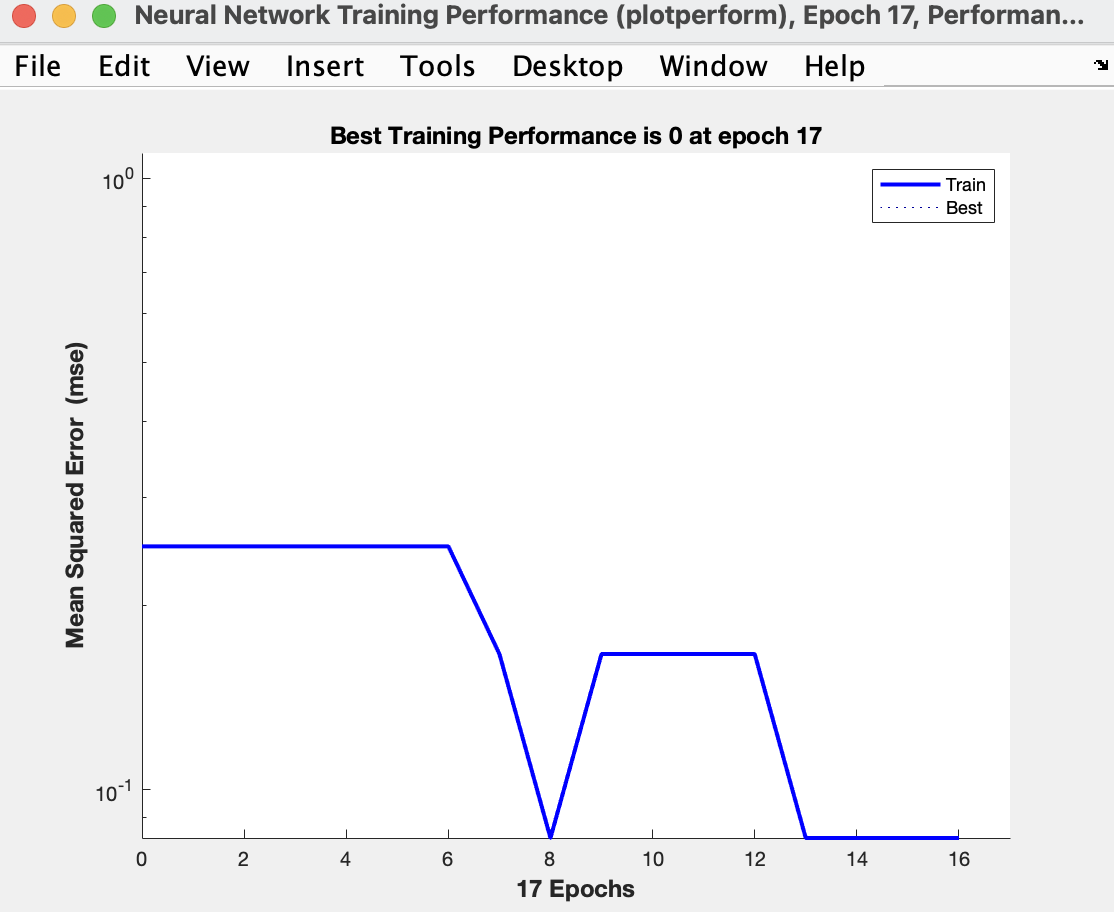 Neural Network Training Performance (plotperform), Epoch 17, Performan...
File Edit View Insert Tools Desktop Window Help
Best Training Performance is 0 at epoch 17
10⁰
Train
Best
Mean Squared Error (mse)
10⁻¹
0 2 4 6 8 10 12 14 16
17 Epochs